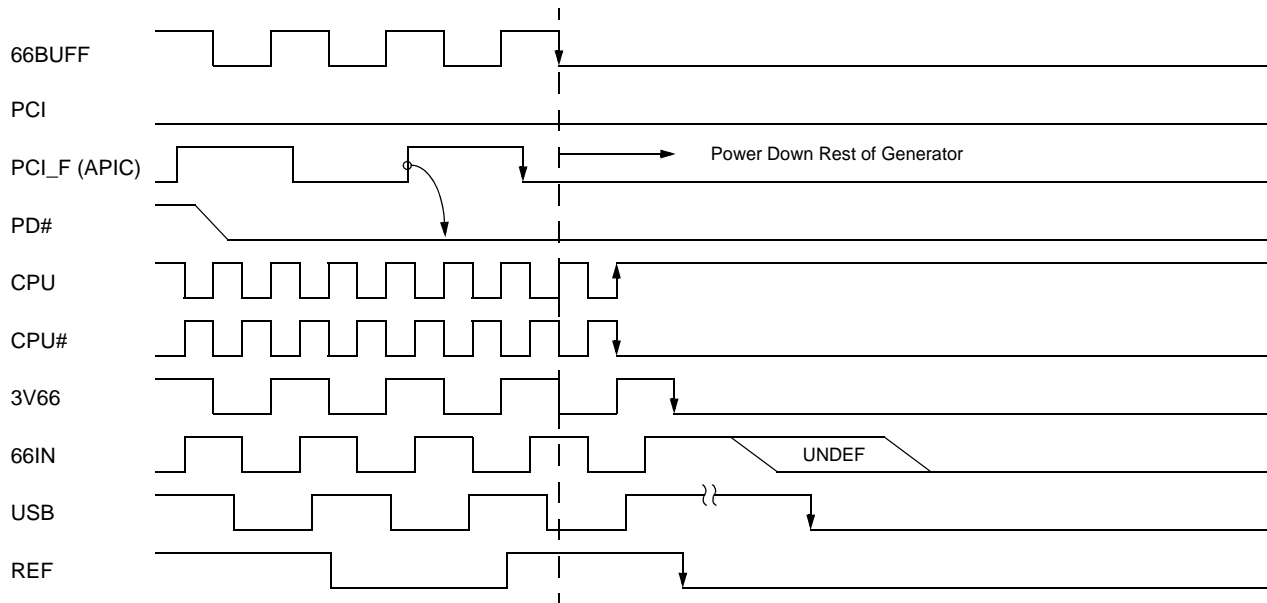 66BUFF
PCI
PCI_F (APIC)
Power Down Rest of Generator
PD#
CPU
CPU#
3V66
66IN
UNDEF
USB
REF